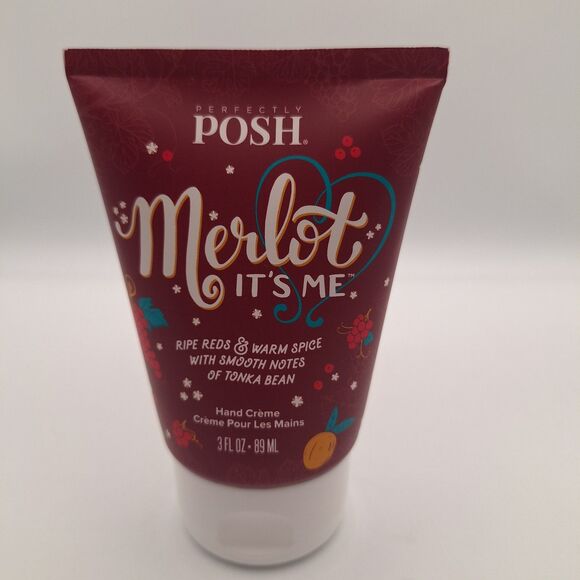 PERFECTLY
POSH®
Merlot
IT'S ME™
RIPE REDS & WARM SPICE
WITH SMOOTH NOTES
OF TONKA BEAN
Hand Crème
Crème Pour Les Mains
3 FL OZ • 89 ML